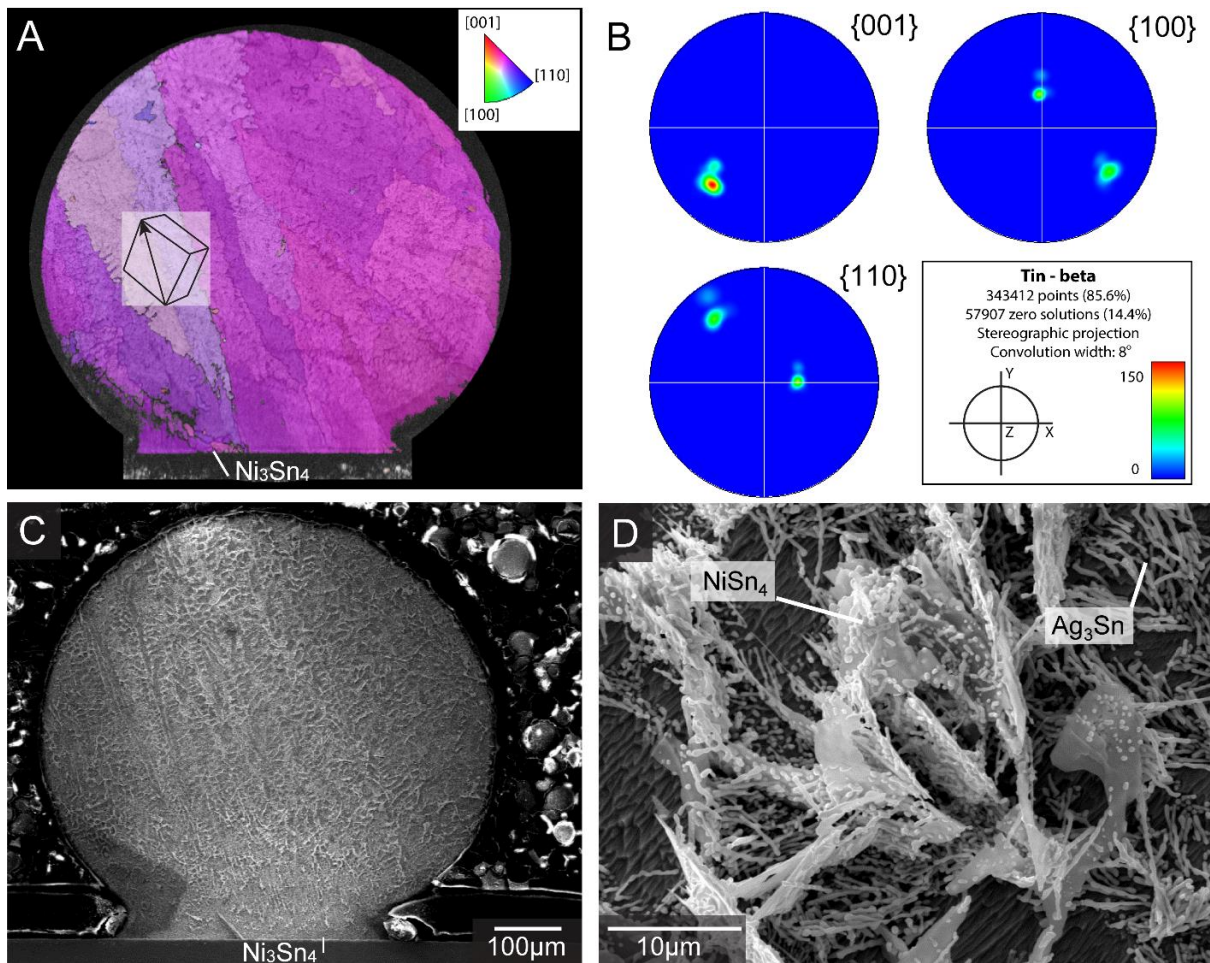 A
[001]
[110]
[100]
Ni₃Sn₄
B
{001}
{100}
{110}
Tin - beta
343412 points (85.6%)
57907 zero solutions (14.4%)
Stereographic projection
Convolution width: 8°
Y
Z
X
150
0
C
Ni₃Sn₄
100μm
D
NiSn₄
Ag₃Sn
10μm